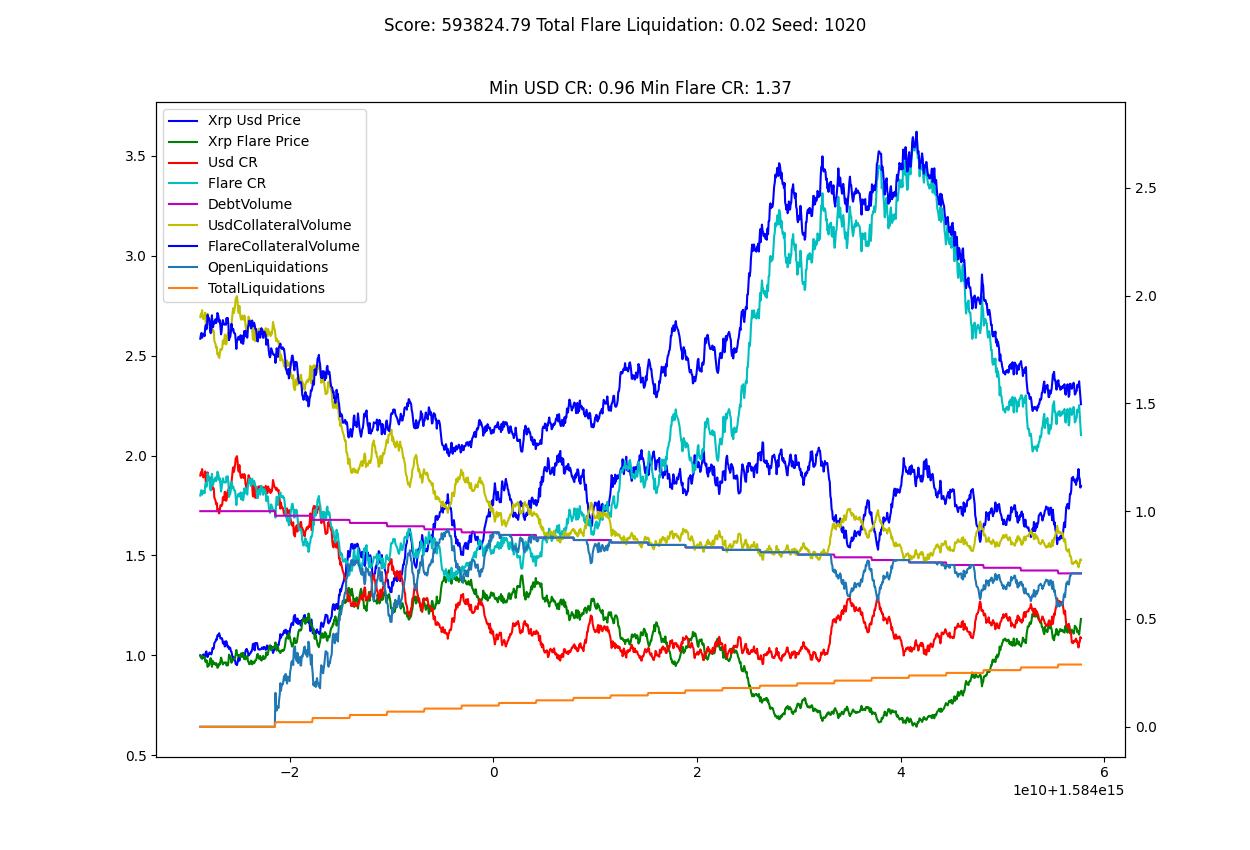 Score: 593824.79 Total Flare Liquidation: 0.02 Seed: 1020
Min USD CR: 0.96 Min Flare CR: 1.37
Xrp Usd Price
Xrp Flare Price
Usd CR
Flare CR
DebtVolume
UsdCollateralVolume
FlareCollateralVolume
OpenLiquidations
TotalLiquidations
3.5
3.0
2.5
2.0
1.5
1.0
0.5
2.5
2.0
1.5
1.0
0.5
0.0
−2
0
2
4
6
1e10+1.584e15